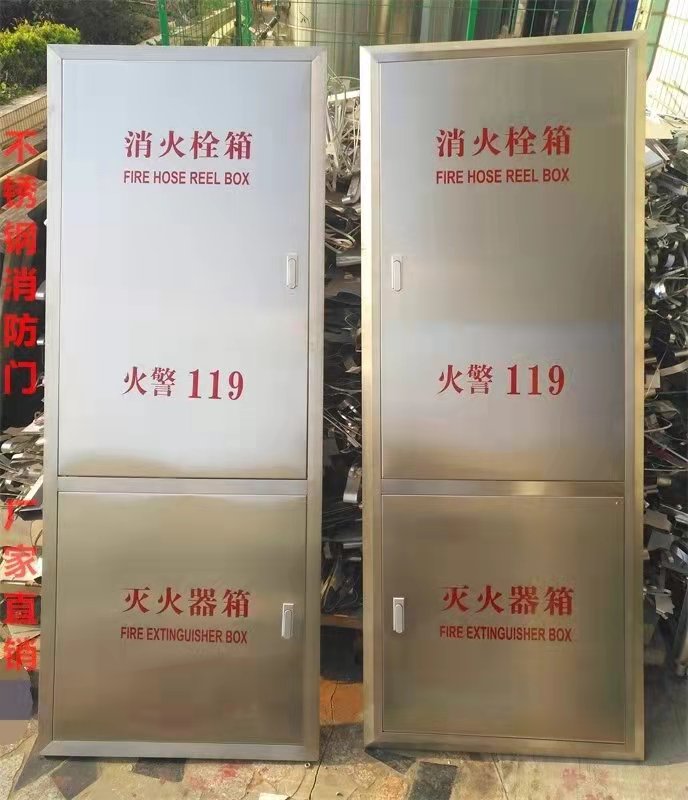 不锈钢消防门
厂家直销
消火栓箱
FIRE HOSE REEL BOX
火警 119
灭火器箱
FIRE EXTINGUISHER BOX
消火栓箱
FIRE HOSE REEL BOX
火警 119
灭火器箱
FIRE EXTINGUISHER BOX